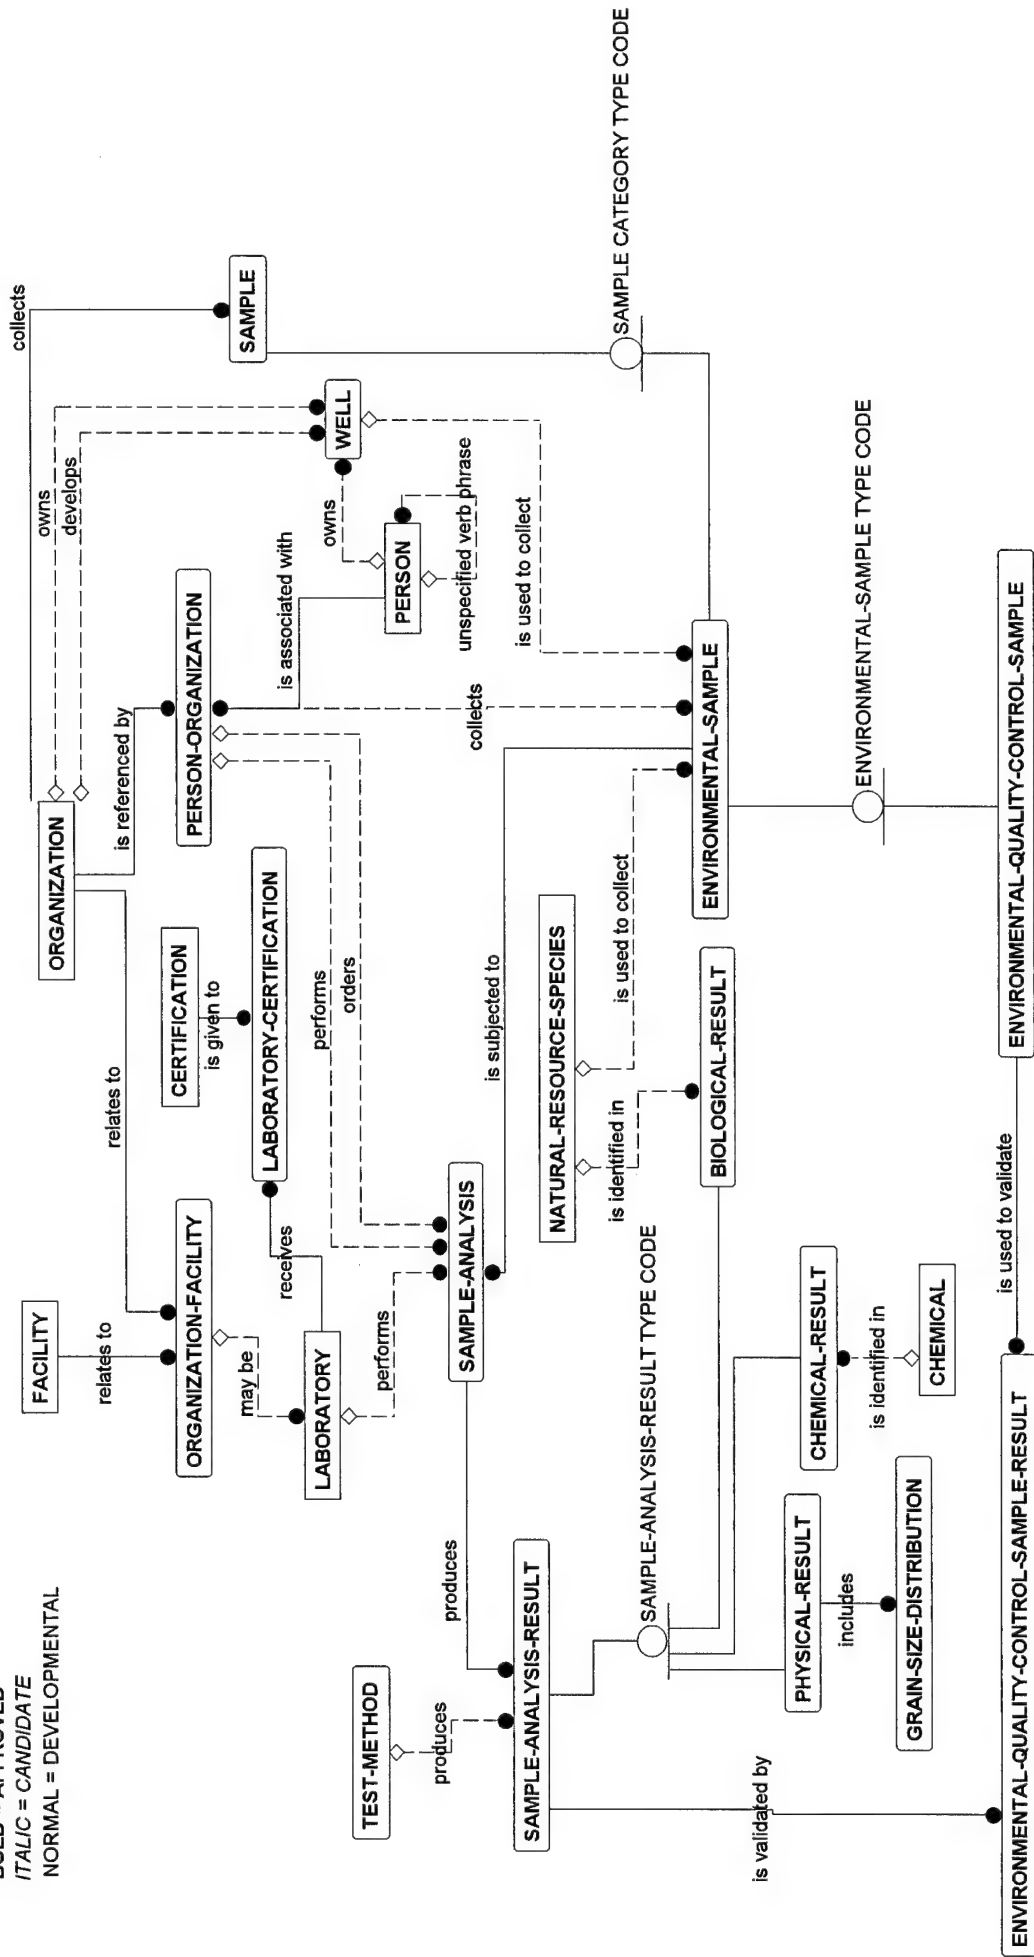 BOLD = APPROVED
ITALIC = CANDIDATE
NORMAL = DEVELOPMENTAL
FACILITY
relates to
ORGANIZATION
relates to
is referenced by
owns
develops
collects
ORGANIZATION-FACILITY
may be
CERTIFICATION
is given to
PERSON-ORGANIZATION
is associated with
SAMPLE
LABORATORY-CERTIFICATION
receives
LABORATORY
performs
performs
orders
WELL
owns
PERSON
unspecified verb phrase
TEST-METHOD
produces
produces
SAMPLE-ANALYSIS
is subjected to
collects
is used to collect
SAMPLE-ANALYSIS-RESULT
NATURAL-RESOURCE-SPECIES
is identified in
is used to collect
SAMPLE CATEGORY TYPE CODE
SAMPLE-ANALYSIS-RESULT TYPE CODE
BIOLOGICAL-RESULT
ENVIRONMENTAL-SAMPLE
is validated by
PHYSICAL-RESULT
includes
CHEMICAL-RESULT
is identified in
ENVIRONMENTAL-SAMPLE TYPE CODE
GRAIN-SIZE-DISTRIBUTION
CHEMICAL
is used to validate
ENVIRONMENTAL-QUALITY-CONTROL-SAMPLE-RESULT
ENVIRONMENTAL-QUALITY-CONTROL-SAMPLE